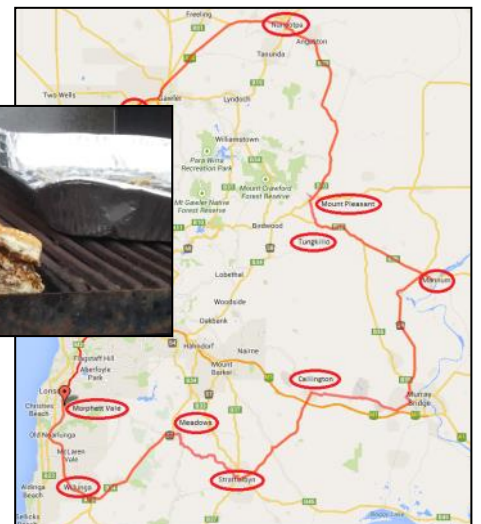 Freeling
Nuriootpa
Angaston
Tanunda
Two Wells
Gawler
Lyndoch
Williamstown
Para Wirra
Recreation Park
Mount Crawford
Forest Reserve
Mt Gawler Native
Forest Reserve
Mount Pleasant
Birdwood
Tungkillo
Lobethal
Mannum
Woodside
Oakbank
Hahndorf
Nairne
Flagstaff Hill
Aberfoyle
Park
Mount
Barker
Callington
Murray
Bridge
Lons
Christies
Beach
Morphett Vale
Meadows
Old Noarlunga
McLaren
Vale
Strathalbyn
Aldinga
Beach
Willunga
Sellicks